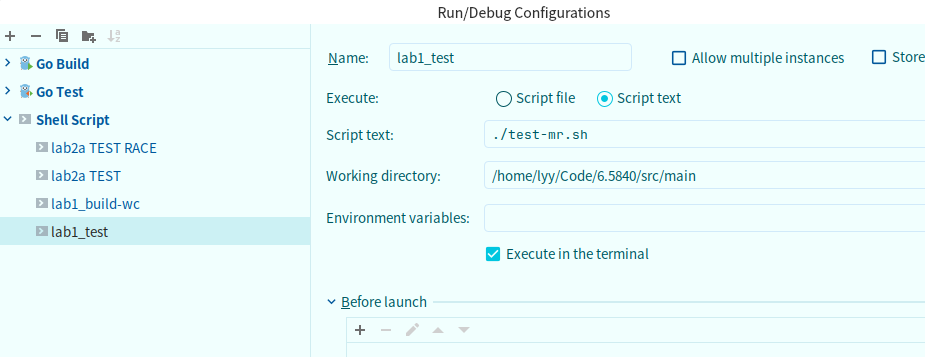 Run/Debug Configurations
Go Build
Go Test
Shell Script
lab2a TEST RACE
lab2a TEST
lab1_build-wc
lab1_test
Name: lab1_test Allow multiple instances Store
Execute: Script file Script text
Script text: ./test-mr.sh
Working directory: /home/lyy/Code/6.5840/src/main
Environment variables:
Execute in the terminal
Before launch